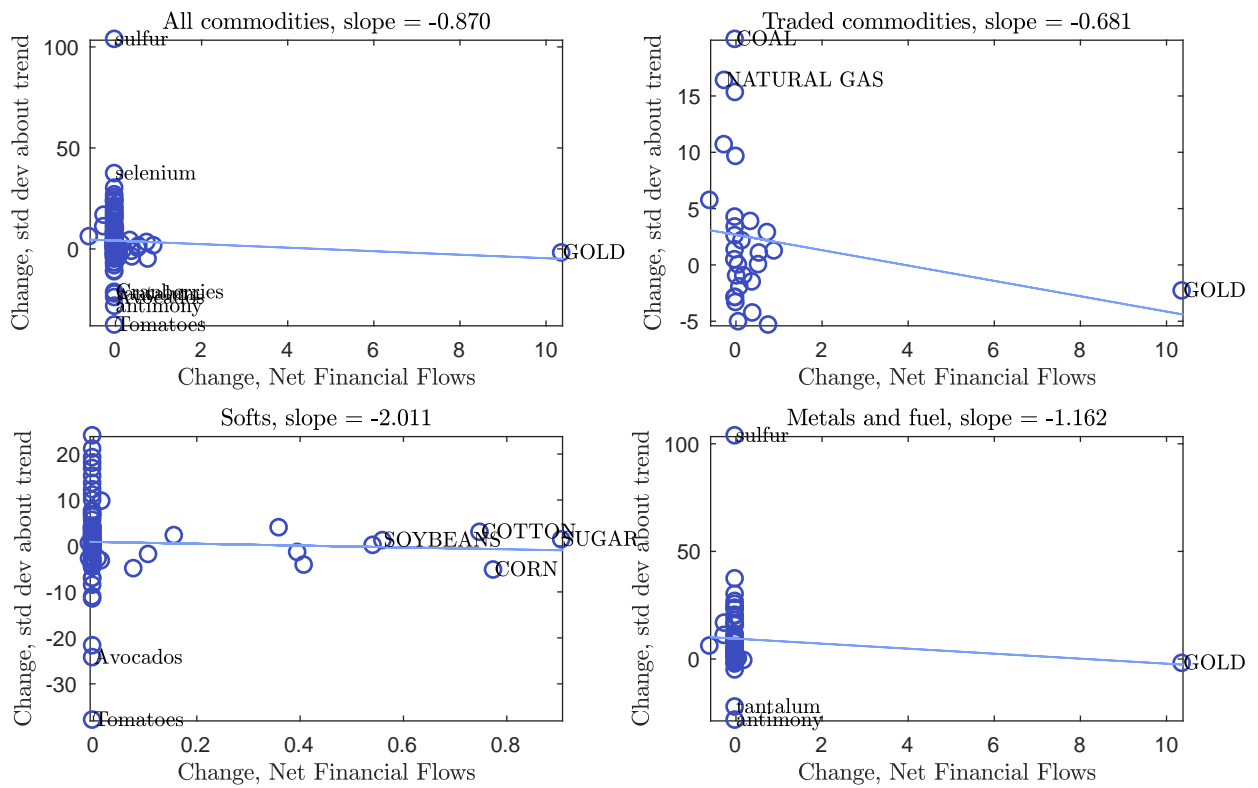 All commodities, slope = -0.870
Change, std dev about trend
100
50
0
sulfur
selenium
GOLD
Cranberries
Avocados
antimony
Tomatoes
0 2 4 6 8 10
Change, Net Financial Flows
Traded commodities, slope = -0.681
Change, std dev about trend
15
10
5
0
-5
COAL
NATURAL GAS
GOLD
0 2 4 6 8 10
Change, Net Financial Flows
Softs, slope = -2.011
Change, std dev about trend
20
10
0
-10
-20
-30
COTTON
SOYBEANS
SUGAR
CORN
Avocados
Tomatoes
0 0.2 0.4 0.6 0.8
Change, Net Financial Flows
Metals and fuel, slope = -1.162
Change, std dev about trend
100
50
0
sulfur
GOLD
tantalum
antimony
0 2 4 6 8 10
Change, Net Financial Flows